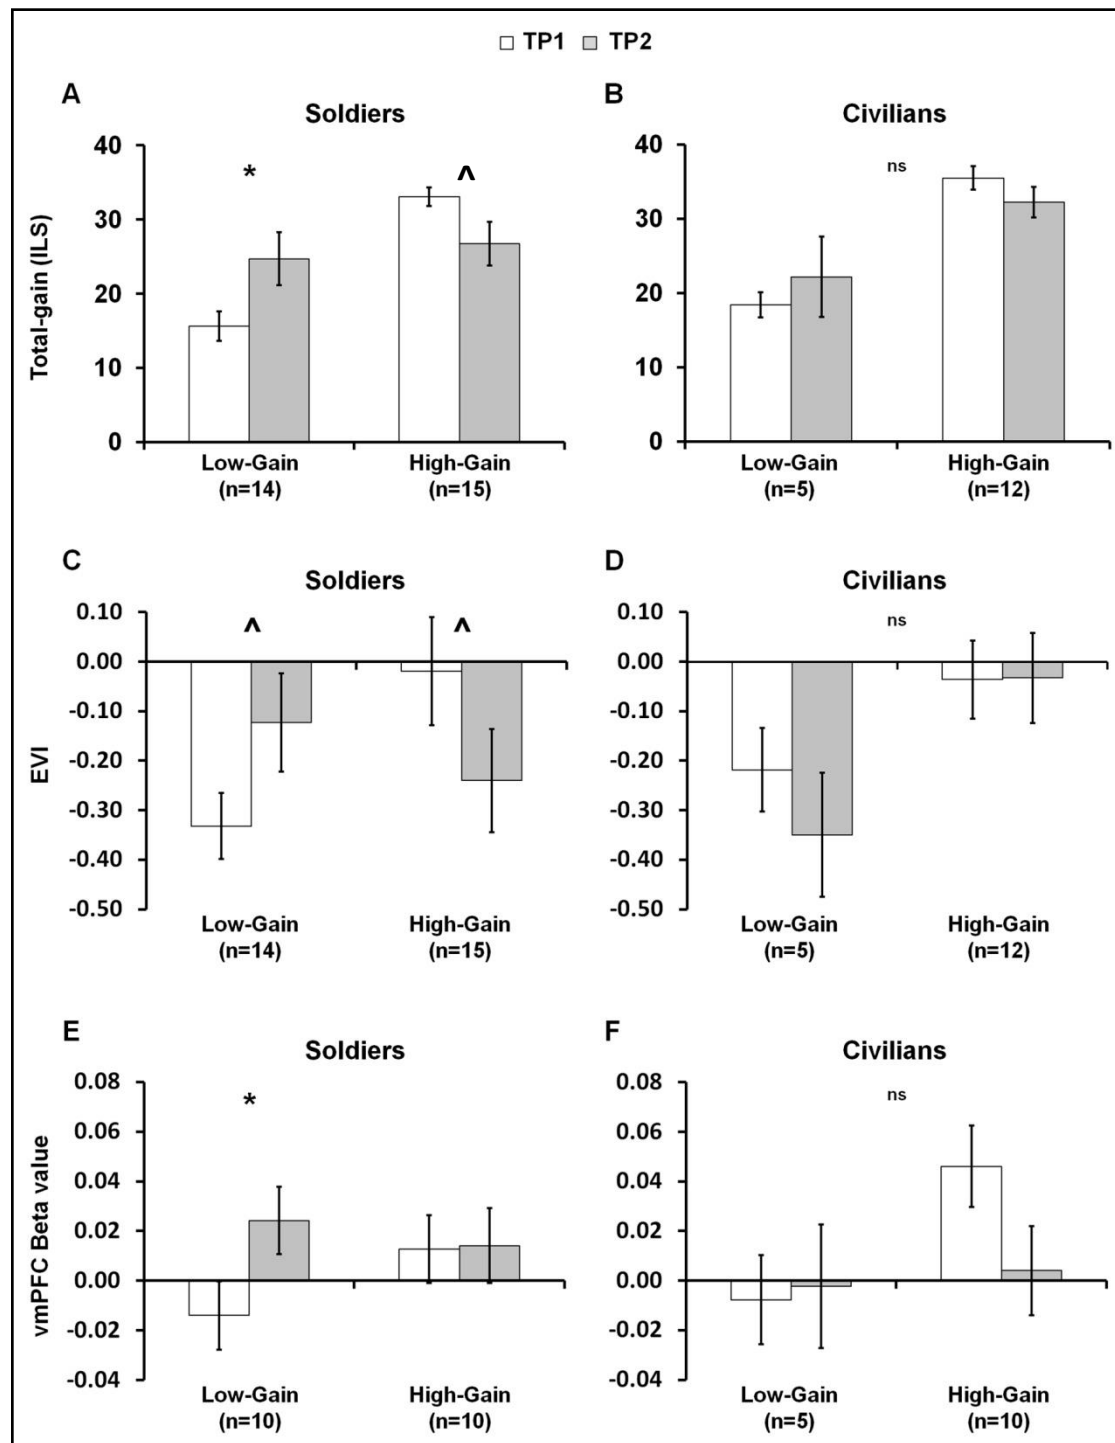 TP1 TP2
A
Soldiers
Total-gain (ILS)
40
30
20
10
0
*
^
Low-Gain
(n=14)
High-Gain
(n=15)
B
Civilians
40
30
20
10
0
ns
Low-Gain
(n=5)
High-Gain
(n=12)
C
Soldiers
EVI
0.10
0.00
-0.10
-0.20
-0.30
-0.40
-0.50
^
^
Low-Gain
(n=14)
High-Gain
(n=15)
D
Civilians
0.10
0.00
-0.10
-0.20
-0.30
-0.40
-0.50
ns
Low-Gain
(n=5)
High-Gain
(n=12)
E
Soldiers
vmPFC Beta value
0.08
0.06
0.04
0.02
0.00
-0.02
-0.04
*
Low-Gain
(n=10)
High-Gain
(n=10)
F
Civilians
0.08
0.06
0.04
0.02
0.00
-0.02
-0.04
ns
Low-Gain
(n=5)
High-Gain
(n=10)